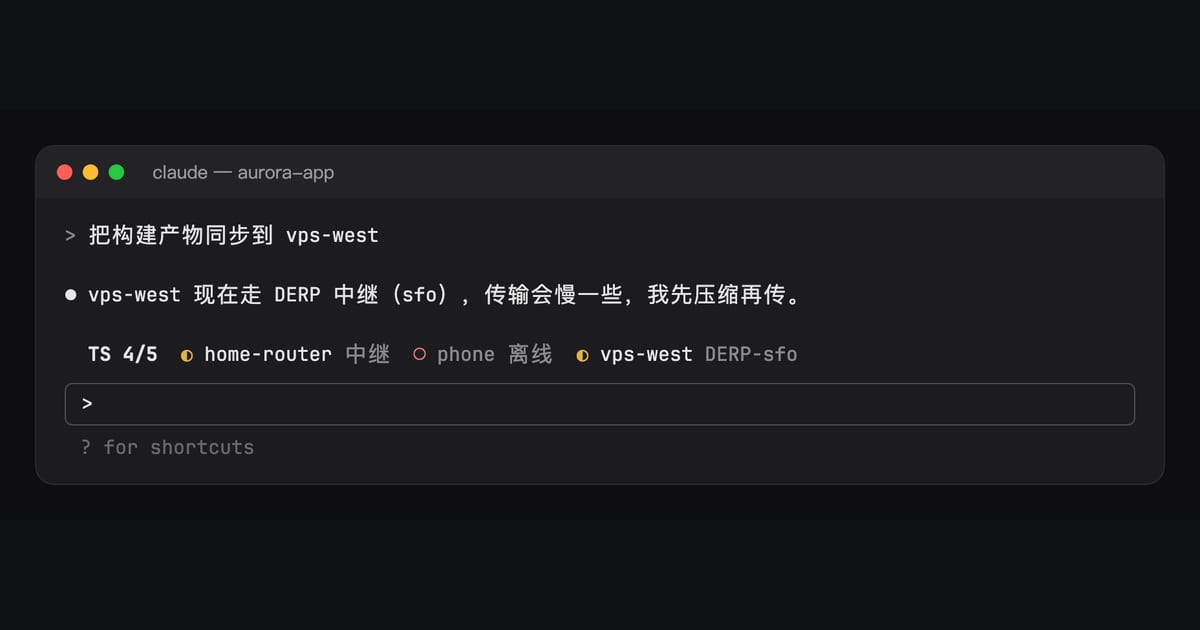 claude — aurora-app
> 把构建产物同步到 vps-west
● vps-west 现在走 DERP 中继（sfo），传输会慢一些，我先压缩再传。
TS 4/5 ◐ home-router 中继 ○ phone 离线 ◐ vps-west DERP-sfo
>
? for shortcuts